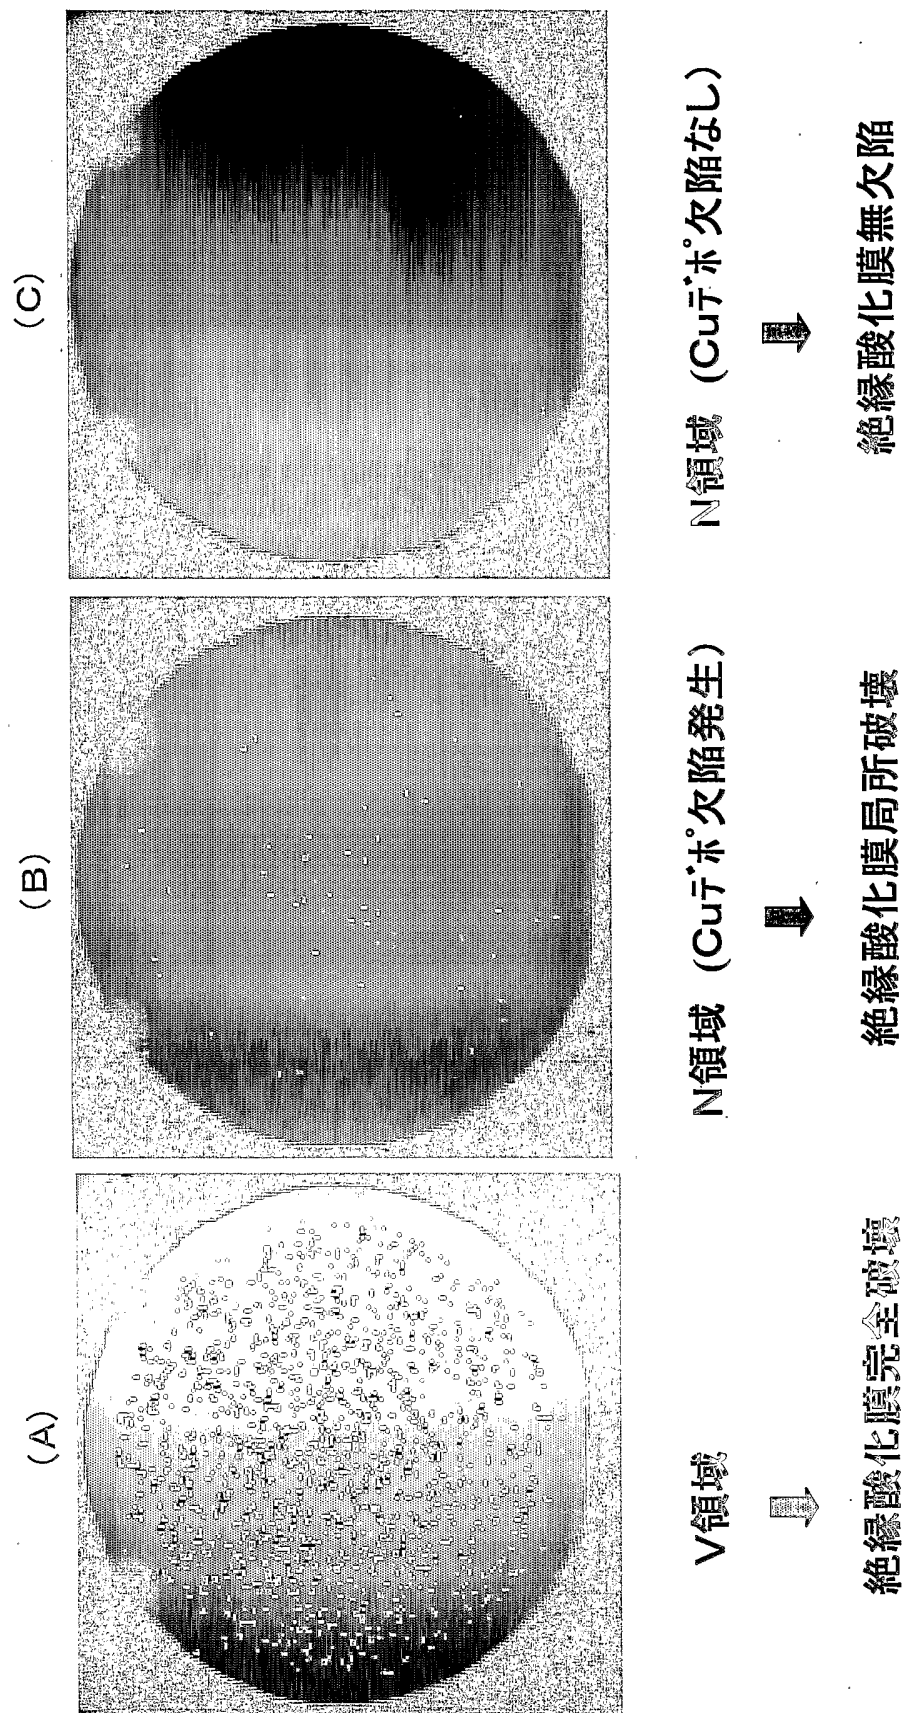 (A)
V領域
絶縁酸化膜完全破壊
(B)
N領域 (Cuデポ欠陥発生)
絶縁酸化膜局所破壊
(C)
N領域 (Cuデポ欠陥なし)
絶縁酸化膜無欠陥